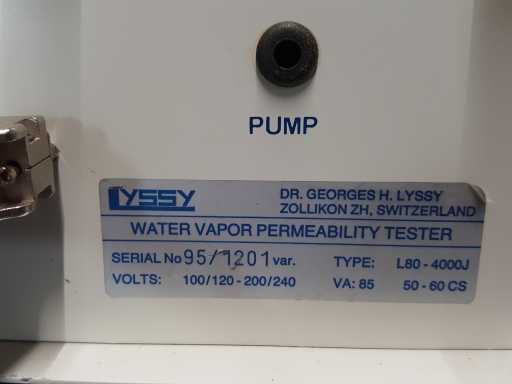 PUMP
LYSSY
DR. GEORGES H. LYSSY
ZOLLIKON ZH, SWITZERLAND
WATER VAPOR PERMEABILITY TESTER
SERIAL No 95/1201 var. TYPE: L80-4000J
VOLTS: 100/120-200/240 VA: 85 50-60 CS